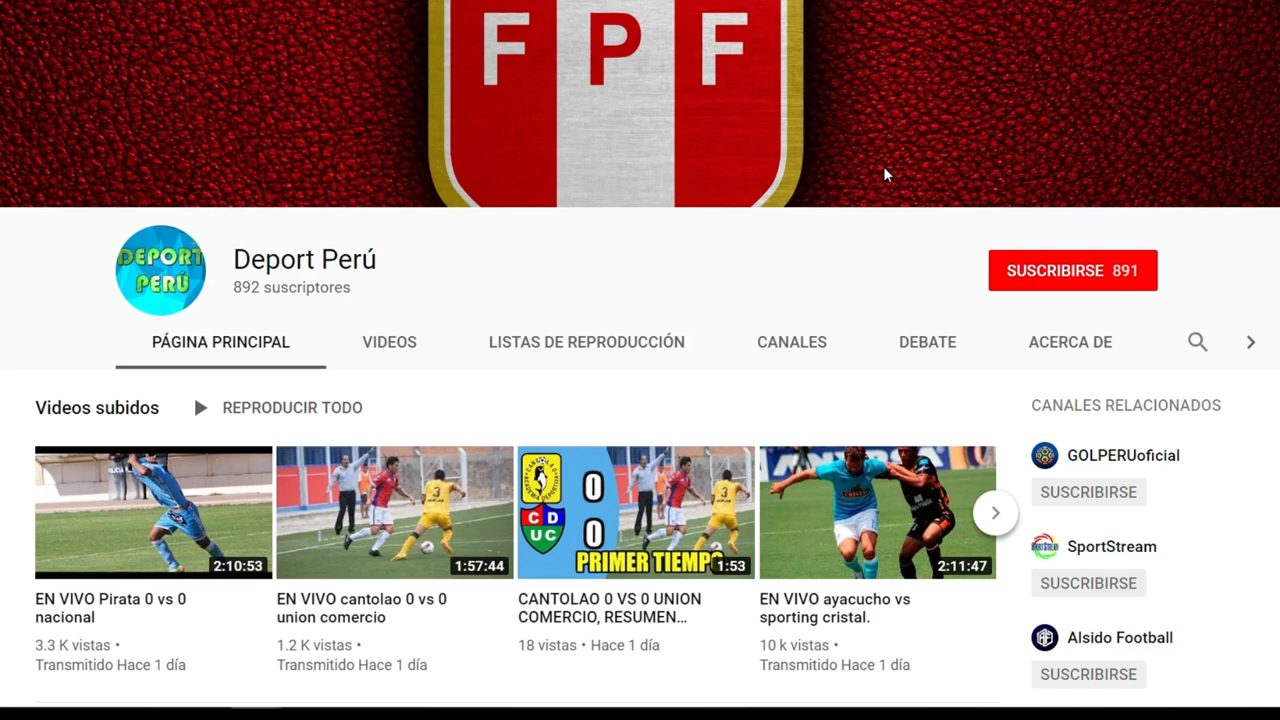 F P F
DEPORT
PERÚ
Deport Perú
892 suscriptores
SUSCRIBIRSE 891
PÁGINA PRINCIPAL
VIDEOS
LISTAS DE REPRODUCCIÓN
CANALES
DEBATE
ACERCA DE
Videos subidos
REPRODUCIR TODO
2:10:53
EN VIVO Pirata 0 vs 0
nacional
3.3 K vistas •
Transmitido Hace 1 día
3
1:57:44
EN VIVO cantolao 0 vs 0
union comercio
1.2 K vistas •
Transmitido Hace 1 día
0
CD
UC
0
3
PRIMER TIEMPO
1:53
CANTOLAO 0 VS 0 UNION
COMERCIO, RESUMEN...
18 vistas • Hace 1 día
2:11:47
EN VIVO ayacucho vs
sporting cristal.
10 k vistas •
Transmitido Hace 1 día
CANALES RELACIONADOS
GOLPERUoficial
SUSCRIBIRSE
SportStream
SUSCRIBIRSE
Alsido Football
SUSCRIBIRSE